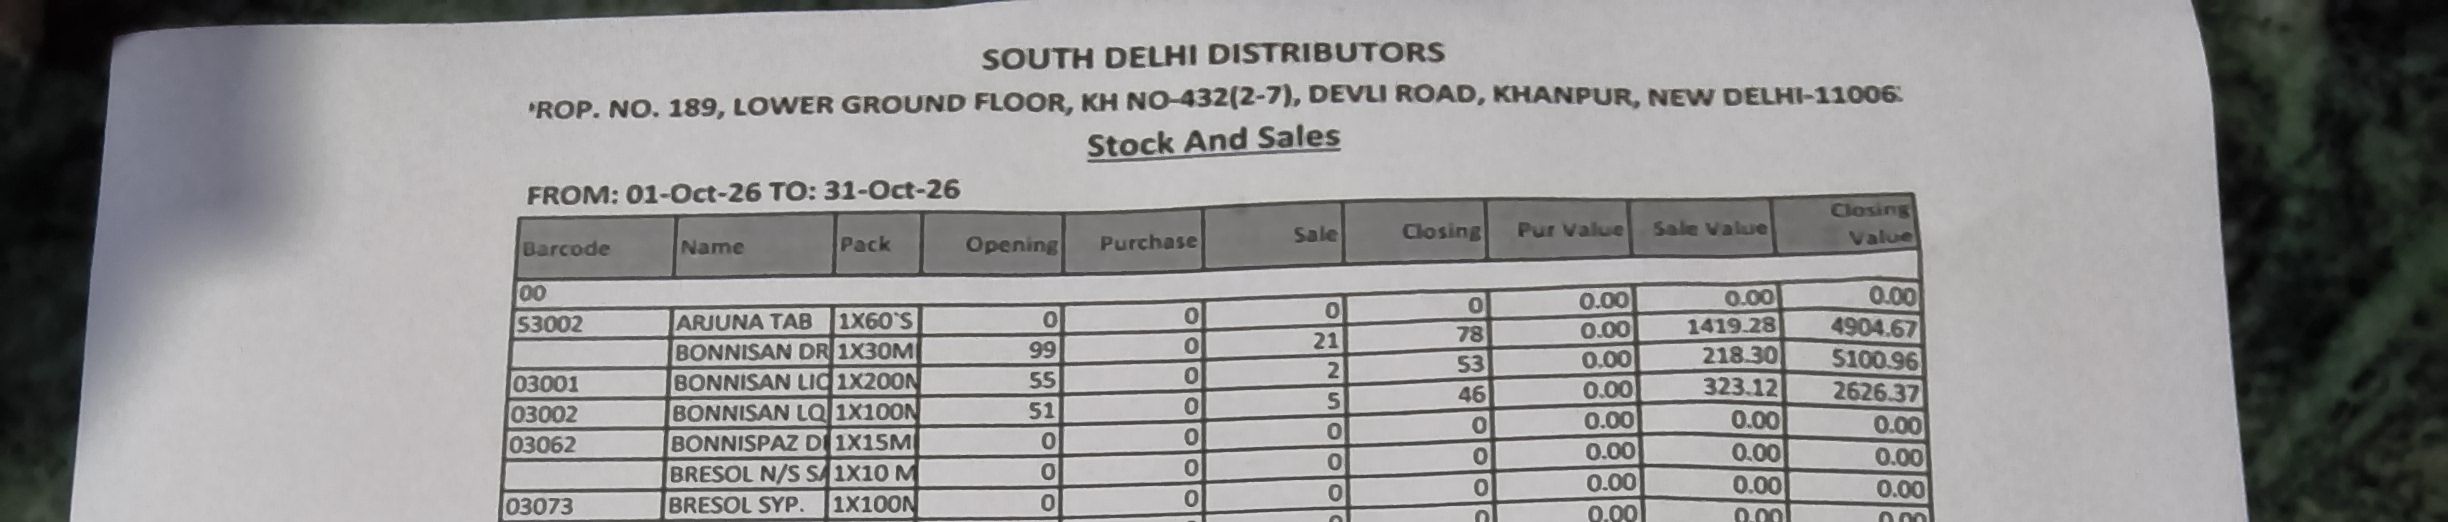 SOUTH DELHI DISTRIBUTORS
ROP. NO. 189, LOWER GROUND FLOOR, KH NO-432(2-7), DEVLI ROAD, KHANPUR, NEW DELHI-11006
Stock And Sales
FROM: 01-Oct-26 TO: 31-Oct-26
Barcode Name Pack Opening Purchase Sale Closing Pur Value Sale Value Closing Value
00
53002 ARJUNA TAB 1X60`S 0 0 0 0 0.00 0.00 0.00
BONNISAN DR 1X30M 99 0 21 78 0.00 1419.28 4904.67
03001 BONNISAN LIC 1X200M 55 0 2 53 0.00 218.30 5100.96
03002 BONNISAN LQ 1X100M 51 0 5 46 0.00 323.12 2626.37
03062 BONNISPAZ D 1X15M 0 0 0 0 0.00 0.00 0.00
BRESOL N/S SA 1X10 M 0 0 0 0 0.00 0.00 0.00
03073 BRESOL SYP. 1X100M 0 0 0 0 0.00 0.00 0.00